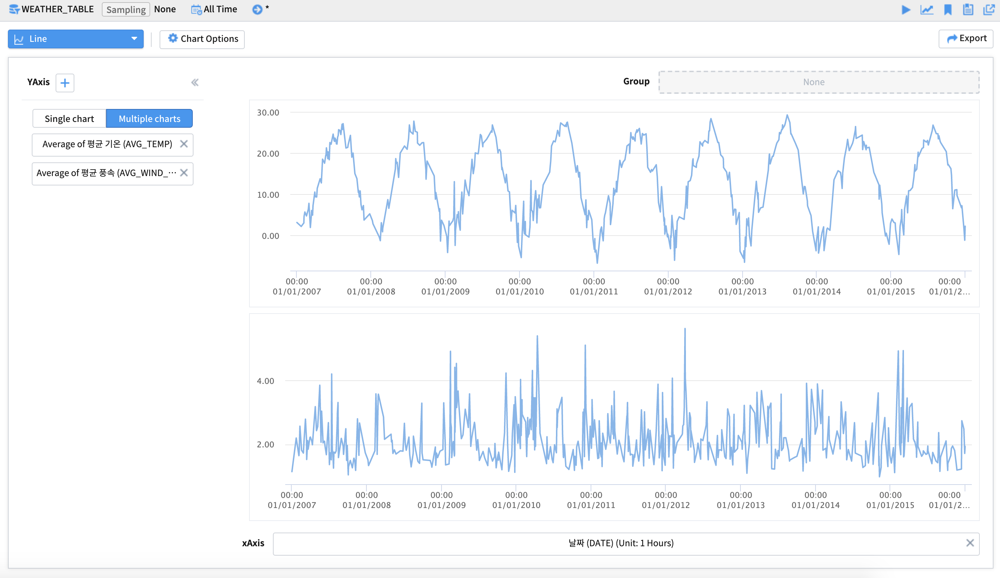 WEATHER_TABLE Sampling None All Time *
Line Chart Options Export
YAxis Group None
Single chart Multiple charts
Average of 평균 기온 (AVG_TEMP)
Average of 평균 풍속 (AVG_WIND_⋯
30.00
20.00
10.00
0.00
00:00 00:00 00:00 00:00 00:00 00:00 00:00 00:00 00:00 00:00
01/01/2007 01/01/2008 01/01/2009 01/01/2010 01/01/2011 01/01/2012 01/01/2013 01/01/2014 01/01/2015 01/01/2...
4.00
2.00
00:00 00:00 00:00 00:00 00:00 00:00 00:00 00:00 00:00 00:00
01/01/2007 01/01/2008 01/01/2009 01/01/2010 01/01/2011 01/01/2012 01/01/2013 01/01/2014 01/01/2015 01/01/2...
xAxis 날짜 (DATE) (Unit: 1 Hours)